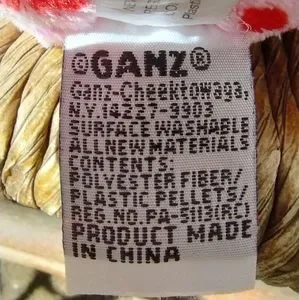 ®GANZ®
Ganz-Cheektowaga,
N.Y. 14227-9903
SURFACE WASHABLE
ALL NEW MATERIALS
CONTENTS:
POLYESTER FIBER/
PLASTIC PELLETS/
REG. NO. PA-5113(RC)
PRODUCT MADE
IN CHINA